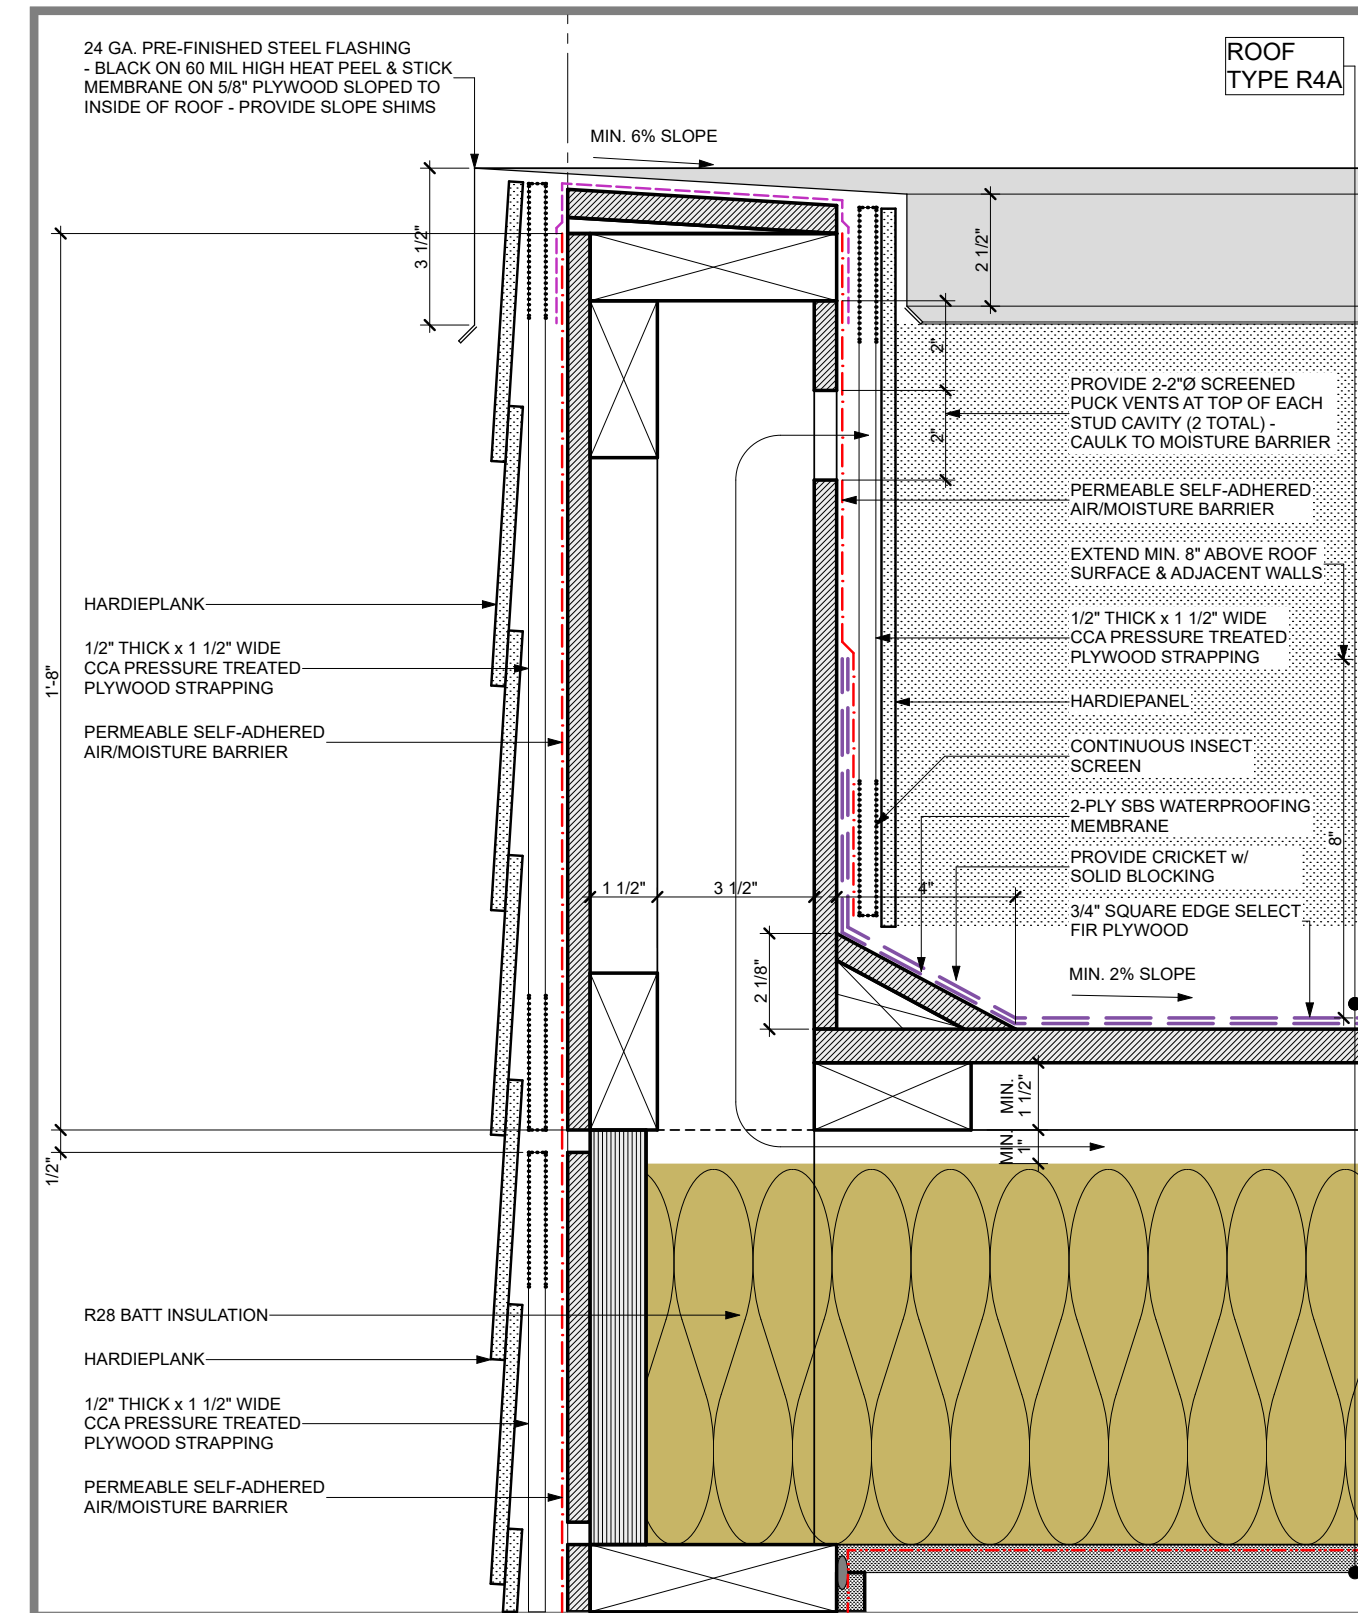 24 GA. PRE-FINISHED STEEL FLASHING
- BLACK ON 60 MIL HIGH HEAT PEEL & STICK
MEMBRANE ON 5/8" PLYWOOD SLOPED TO
INSIDE OF ROOF - PROVIDE SLOPE SHIMS
ROOF
TYPE R4A
MIN. 6% SLOPE
3 1/2"
2 1/2"
2"
2"
PROVIDE 2-2"Ø SCREENED
PUCK VENTS AT TOP OF EACH
STUD CAVITY (2 TOTAL) -
CAULK TO MOISTURE BARRIER
PERMEABLE SELF-ADHERED
AIR/MOISTURE BARRIER
EXTEND MIN. 8" ABOVE ROOF
SURFACE & ADJACENT WALLS
1/2" THICK x 1 1/2" WIDE
CCA PRESSURE TREATED
PLYWOOD STRAPPING
HARDIEPANEL
CONTINUOUS INSECT
SCREEN
2-PLY SBS WATERPROOFING
MEMBRANE
PROVIDE CRICKET w/
SOLID BLOCKING
3/4" SQUARE EDGE SELECT
FIR PLYWOOD
8"
MIN. 2% SLOPE
HARDIEPLANK
1/2" THICK x 1 1/2" WIDE
CCA PRESSURE TREATED
PLYWOOD STRAPPING
PERMEABLE SELF-ADHERED
AIR/MOISTURE BARRIER
1'-8"
1 1/2"
3 1/2"
4"
2 1/8"
MIN.
1 1/2"
MIN.
1"
1/2"
R28 BATT INSULATION
HARDIEPLANK
1/2" THICK x 1 1/2" WIDE
CCA PRESSURE TREATED
PLYWOOD STRAPPING
PERMEABLE SELF-ADHERED
AIR/MOISTURE BARRIER